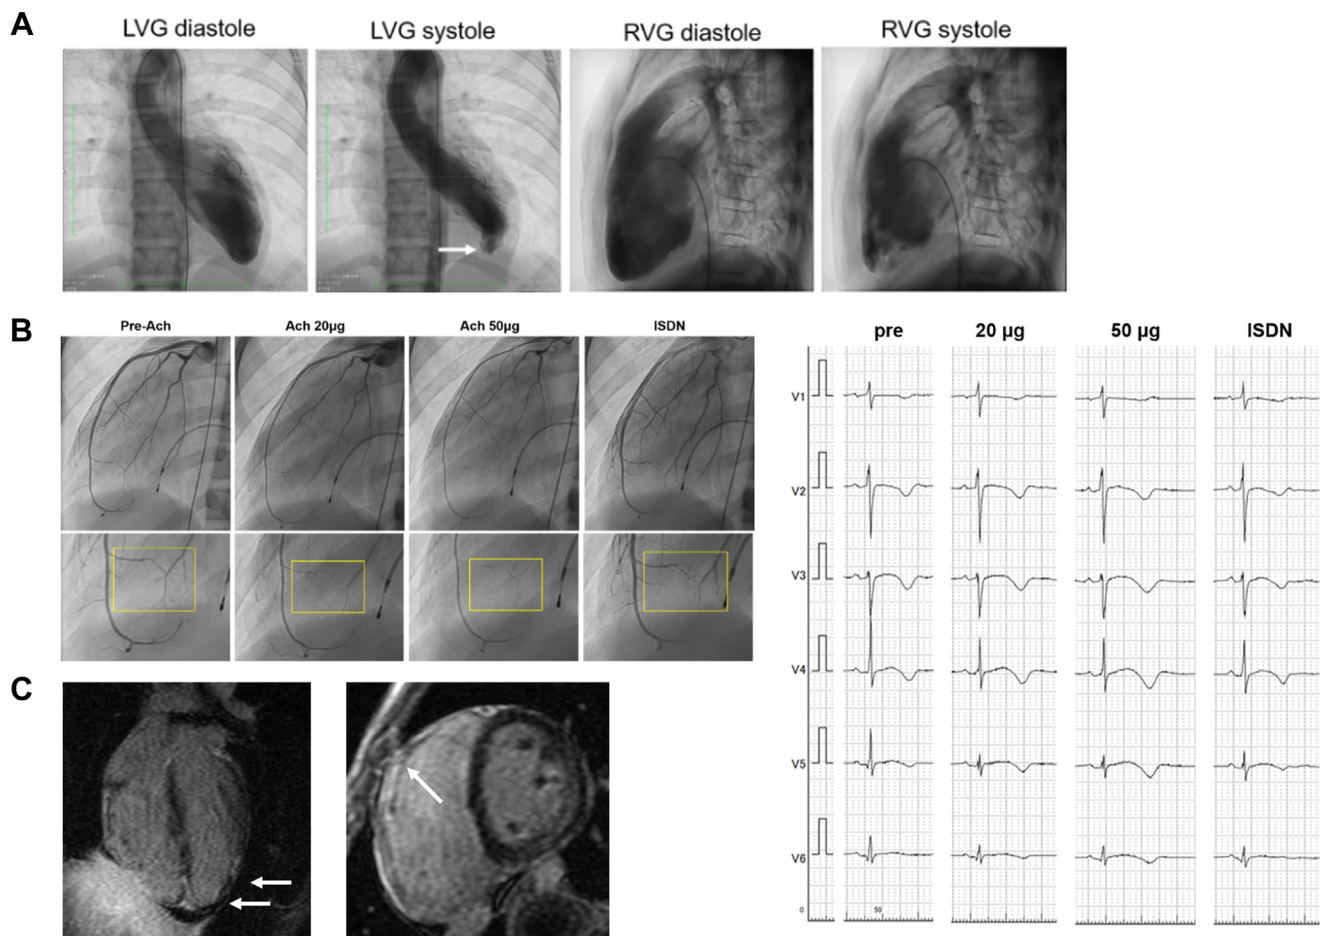 A
LVG diastole
LVG systole
RVG diastole
RVG systole
B
Pre-Ach
Ach 20µg
Ach 50µg
ISDN
pre
20 µg
50 µg
ISDN
V1
V2
V3
V4
V5
V6
0
50
C